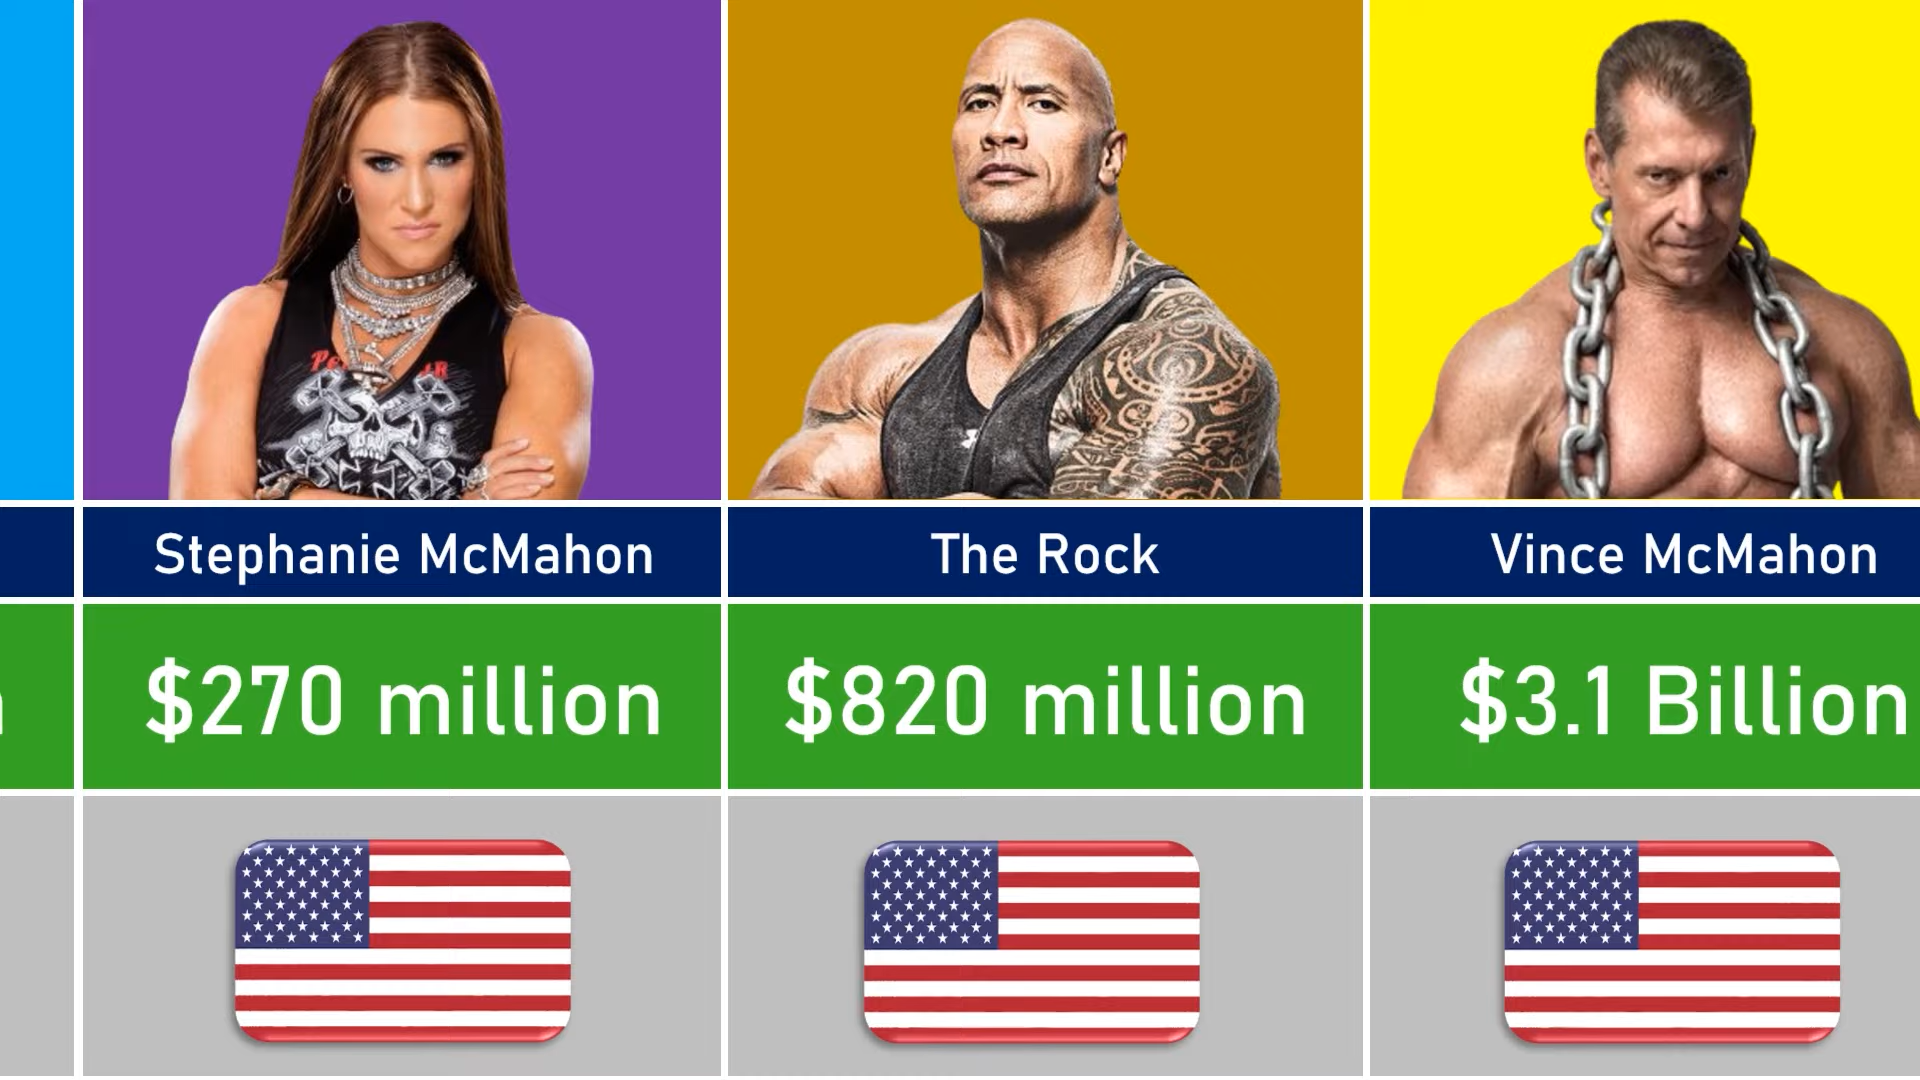 Stephanie McMahon
The Rock
Vince McMahon
$270 million
$820 million
$3.1 Billion